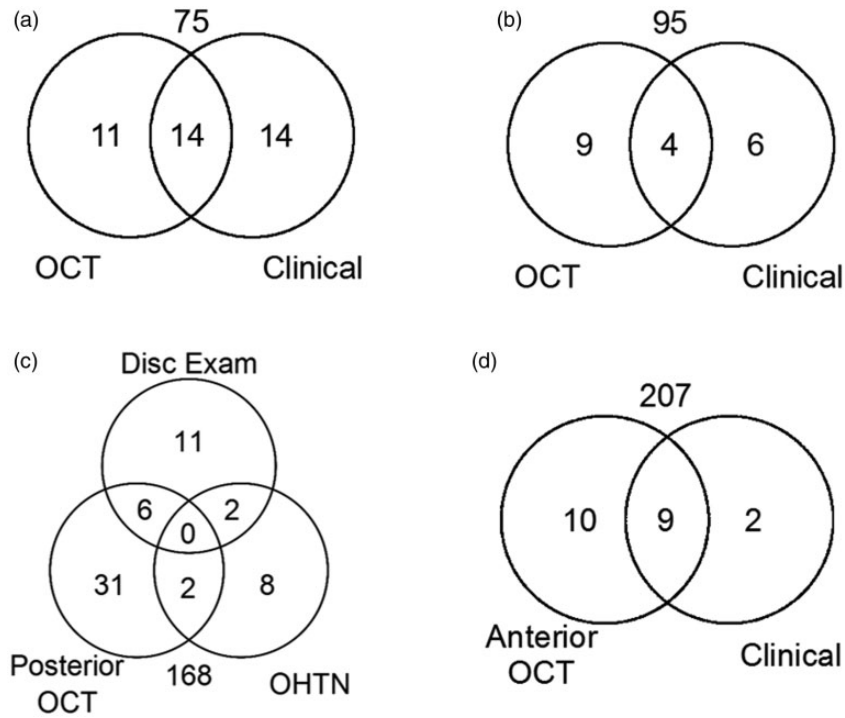 (a)
75
11 14 14
OCT Clinical
(b)
95
9 4 6
OCT Clinical
(c)
Disc Exam
11
6 2
0
31 2 8
Posterior
OCT
168
OHTN
(d)
207
10 9 2
Anterior
OCT
Clinical